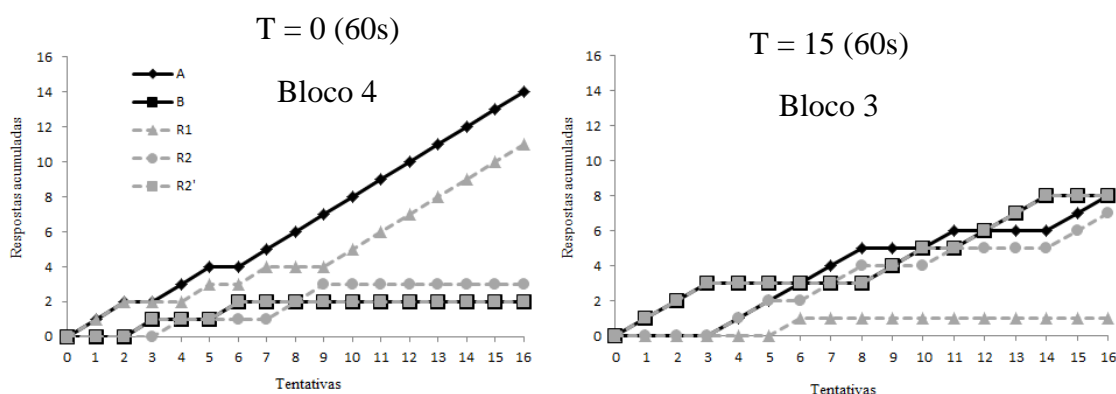 T = 0 (60s)
Bloco 4
Respostas acumuladas
16
14
12
10
8
6
4
2
0
A
B
R1
R2
R2'
0 1 2 3 4 5 6 7 8 9 10 11 12 13 14 15 16
Tentativas
T = 15 (60s)
Bloco 3
Respostas acumuladas
16
14
12
10
8
6
4
2
0
0 1 2 3 4 5 6 7 8 9 10 11 12 13 14 15 16
Tentativas